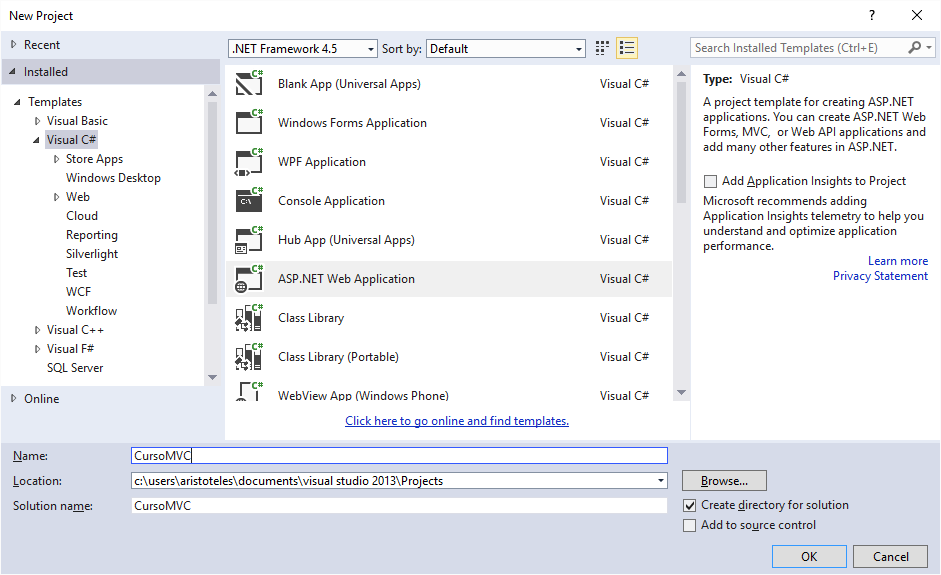 New Project
?
Recent
Installed
Templates
Visual Basic
Visual C#
Store Apps
Windows Desktop
Web
Cloud
Reporting
Silverlight
Test
WCF
Workflow
Visual C++
Visual F#
SQL Server
Online
.NET Framework 4.5 Sort by: Default
Blank App (Universal Apps) Visual C#
Windows Forms Application Visual C#
WPF Application Visual C#
Console Application Visual C#
Hub App (Universal Apps) Visual C#
ASP.NET Web Application Visual C#
Class Library Visual C#
Class Library (Portable) Visual C#
WebView App (Windows Phone) Visual C#
Click here to go online and find templates.
Search Installed Templates (Ctrl+E)
Type: Visual C#
A project template for creating ASP.NET
applications. You can create ASP.NET Web
Forms, MVC, or Web API applications and
add many other features in ASP.NET.
Add Application Insights to Project
Microsoft recommends adding
Application Insights telemetry to help you
understand and optimize application
performance.
Learn more
Privacy Statement
Name: CursoMVC
Location: c:\users\aristoteles\documents\visual studio 2013\Projects
Browse...
Solution name: CursoMVC
Create directory for solution
Add to source control
OK Cancel